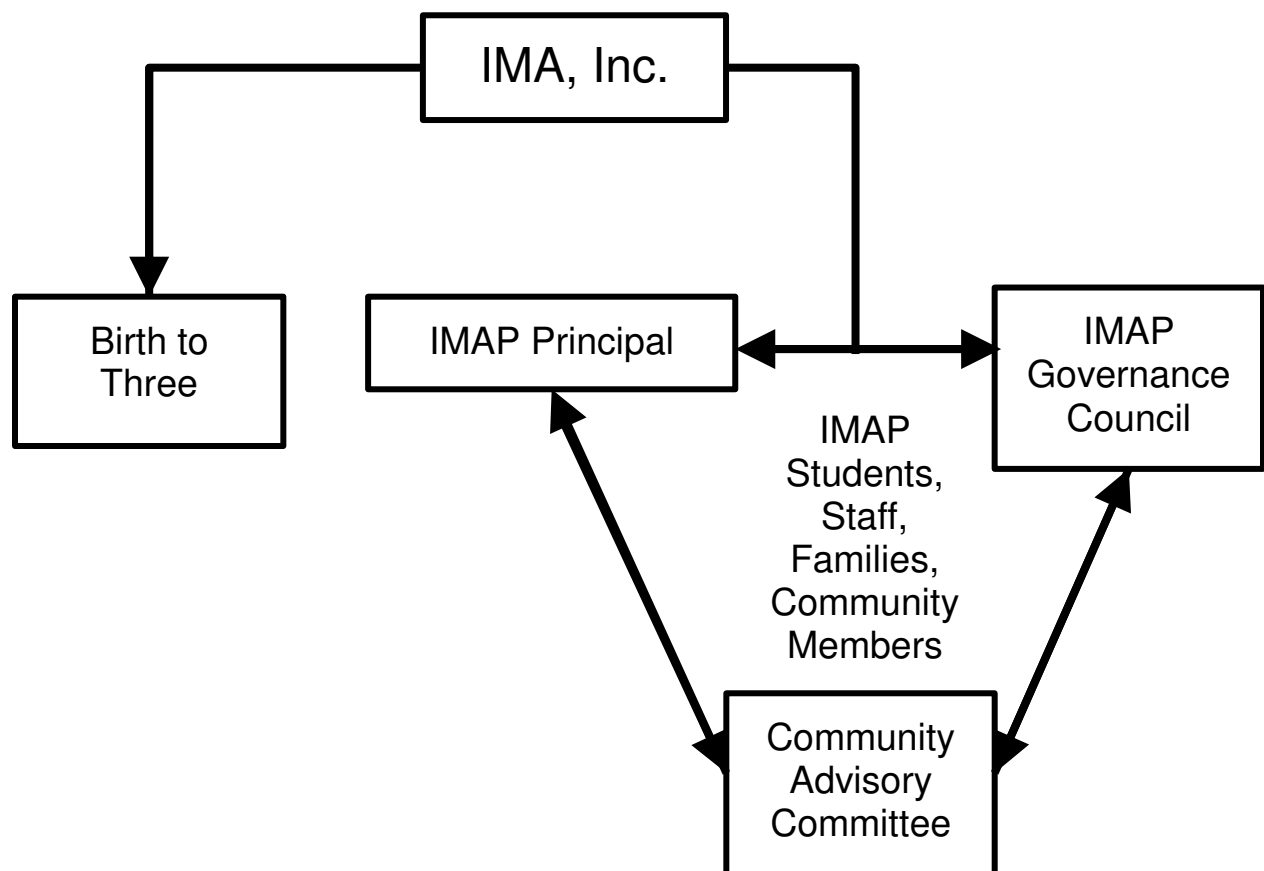 IMA, Inc.
Birth to
Three
IMAP Principal
IMAP
Governance
Council
IMAP
Students,
Staff,
Families,
Community
Members
Community
Advisory
Committee